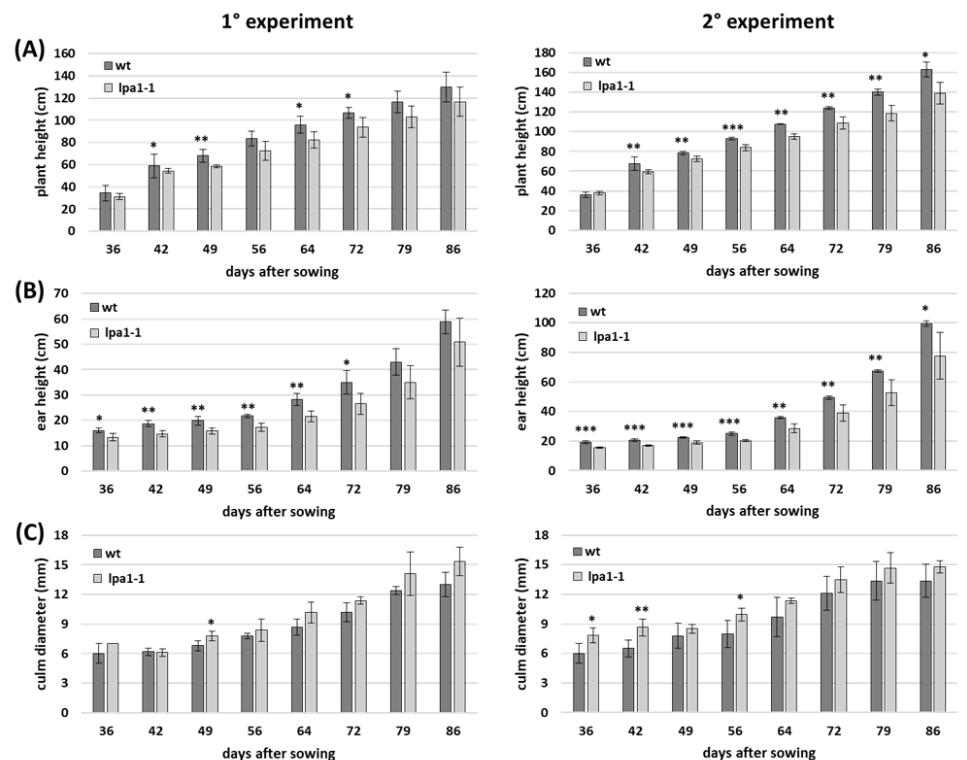 1° experiment
2° experiment
(A)
160
140
120
100
80
60
40
20
0
plant height (cm)
wt
lpa1-1
* ** * *
36 42 49 56 64 72 79 86
days after sowing
180
160
140
120
100
80
60
40
20
0
plant height (cm)
wt
lpa1-1
** ** *** ** ** ** *
36 42 49 56 64 72 79 86
days after sowing
(B)
70
60
50
40
30
20
10
0
ear height (cm)
wt
lpa1-1
* ** ** ** ** *
36 42 49 56 64 72 79 86
days after sowing
120
100
80
60
40
20
0
ear height (cm)
wt
lpa1-1
*** *** *** *** ** ** ** *
36 42 49 56 64 72 79 86
days after sowing
(C)
18
15
12
9
6
3
0
culm diameter (mm)
wt
lpa1-1
*
36 42 49 56 64 72 79 86
days after sowing
18
15
12
9
6
3
0
culm diameter (mm)
wt
lpa1-1
* ** *
36 42 49 56 64 72 79 86
days after sowing